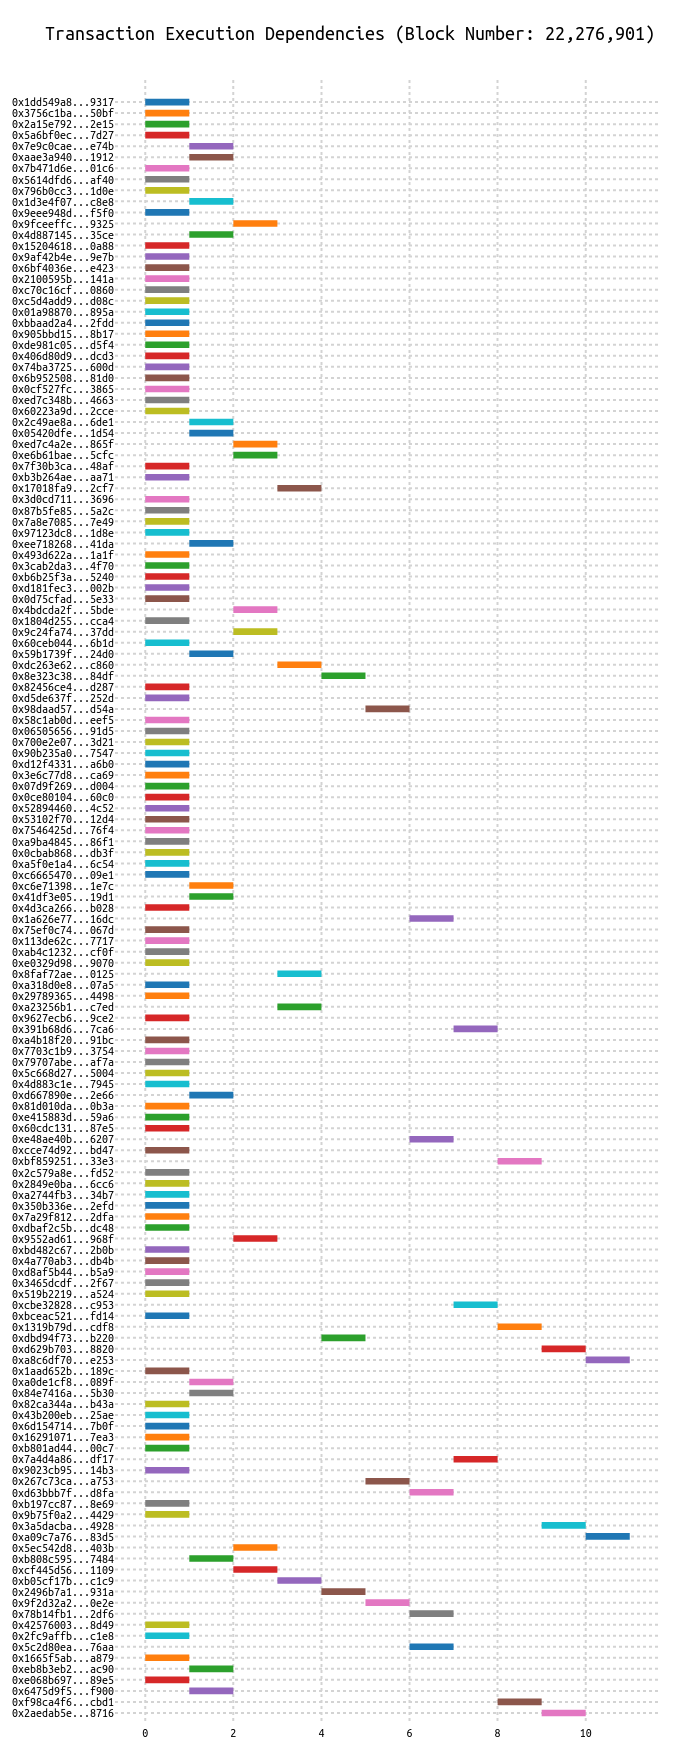 Transaction Execution Dependencies (Block Number: 22,276,901)
0x1dd549a8...9317
0x3756c1ba...50bf
0x2a15e792...2e15
0x5a6bf0ec...7d27
0x7e9c0cae...e74b
0xaae3a940...1912
0x7b471d6e...01c6
0x5614dfd6...af40
0x796b0cc3...1d0e
0x1d3e4f07...c8e8
0x9eee948d...f5f0
0x9fceeffc...9325
0x4d887145...35ce
0x15204618...0a88
0x9af42b4e...9e7b
0x6bf4036e...e423
0x2100595b...141a
0xc70c16cf...0860
0xc5d4add9...d08c
0x01a98870...895a
0xbbaad2a4...2fdd
0x905bbd15...8b17
0xde981c05...d5f4
0x406d80d9...dcd3
0x74ba3725...600d
0x6b952508...81d0
0x0cf527fc...3865
0xed7c348b...4663
0x60223a9d...2cce
0x2c49ae8a...6de1
0x05420dfe...1d54
0xed7c4a2e...865f
0xe6b61bae...5cfc
0x7f30b3ca...48af
0xb3b264ae...aa71
0x17018fa9...2cf7
0x3d0cd711...3696
0x87b5fe85...5a2c
0x7a8e7085...7e49
0x97123dc8...1d8e
0xee718268...41da
0x493d622a...1a1f
0x3cab2da3...4f70
0xb6b25f3a...5240
0xd181fec3...002b
0x0d75cfad...5e33
0x4bdcda2f...5bde
0x1804d255...cca4
0x9c24fa74...37dd
0x60ceb044...6b1d
0x59b1739f...24d0
0xdc263e62...c860
0x8e323c38...84df
0x82456ce4...d287
0xd5de637f...252d
0x98daad57...d54a
0x58c1ab0d...eef5
0x06505656...91d5
0x700e2e07...3d21
0x90b235a0...7547
0xd12f4331...a6b0
0x3e6c77d8...ca69
0x07d9f269...d004
0x0ce80104...60c0
0x52894460...4c52
0x53102f70...12d4
0x7546425d...76f4
0xa9ba4845...86f1
0x0cbab868...db3f
0xa5f0e1a4...6c54
0xc6665470...09e1
0xc6e71398...1e7c
0x41df3e05...19d1
0x4d3ca266...b028
0x1a626e77...16dc
0x75ef0c74...067d
0x113de62c...7717
0xab4c1232...cf0f
0xe0329d98...9070
0x8faf72ae...0125
0xa318d0e8...07a5
0x29789365...4498
0xa23256b1...c7ed
0x9627ecb6...9ce2
0x391b68d6...7ca6
0xa4b18f20...91bc
0x7703c1b9...3754
0x79707abe...af7a
0x5c668d27...5004
0x4d883c1e...7945
0xd667890e...2e66
0x81d010da...0b3a
0xe415883d...59a6
0x60cdc131...87e5
0xe48ae40b...6207
0xcce74d92...bd47
0xbf859251...33e3
0x2c579a8e...fd52
0x2849e0ba...6cc6
0xa2744fb3...34b7
0x350b336e...2efd
0x7a29f812...2dfa
0xdbaf2c5b...dc48
0x9552ad61...968f
0xbd482c67...2b0b
0x4a770ab3...db4b
0xd8af5b44...b5a9
0x3465dcdf...2f67
0x519b2219...a524
0xcbe32828...c953
0xbceac521...fd14
0x1319b79d...cdf8
0xdbd94f73...b220
0xd629b703...8820
0xa8c6df70...e253
0x1aad652b...189c
0xa0de1cf8...089f
0x84e7416a...5b30
0x82ca344a...b43a
0x43b200eb...25ae
0x6d154714...7b0f
0x16291071...7ea3
0xb801ad44...00c7
0x7a4d4a86...df17
0x9023cb95...14b3
0x267c73ca...a753
0xd63bbb7f...d8fa
0xb197cc87...8e69
0x9b75f0a2...4429
0x3a5dacba...4928
0xa09c7a76...83d5
0x5ec542d8...403b
0xb808c595...7484
0xcf445d56...1109
0xb05cf17b...c1c9
0x2496b7a1...931a
0x9f2d32a2...0e2e
0x78b14fb1...2df6
0x42576003...8d49
0x2fc9affb...c1e8
0x5c2d80ea...76aa
0x1665f5ab...a879
0xeb8b3eb2...ac90
0xe068b697...89e5
0x6475d9f5...f900
0xf98ca4f6...cbd1
0x2aedab5e...8716
0 2 4 6 8 10